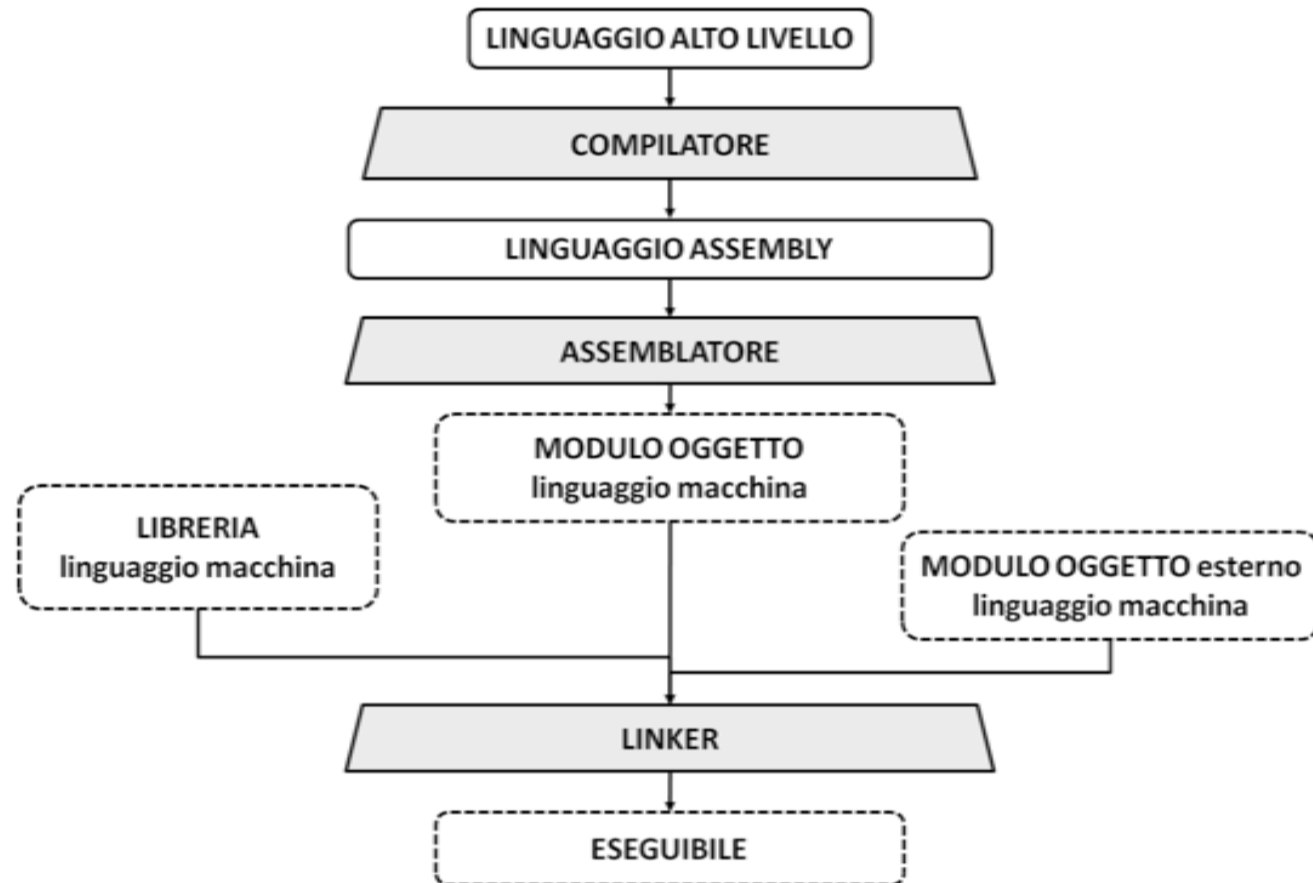 LINGUAGGIO ALTO LIVELLO
COMPILATORE
LINGUAGGIO ASSEMBLY
ASSEMBLATORE
MODULO OGGETTO
linguaggio macchina
LIBRERIA
linguaggio macchina
MODULO OGGETTO esterno
linguaggio macchina
LINKER
ESEGUIBILE